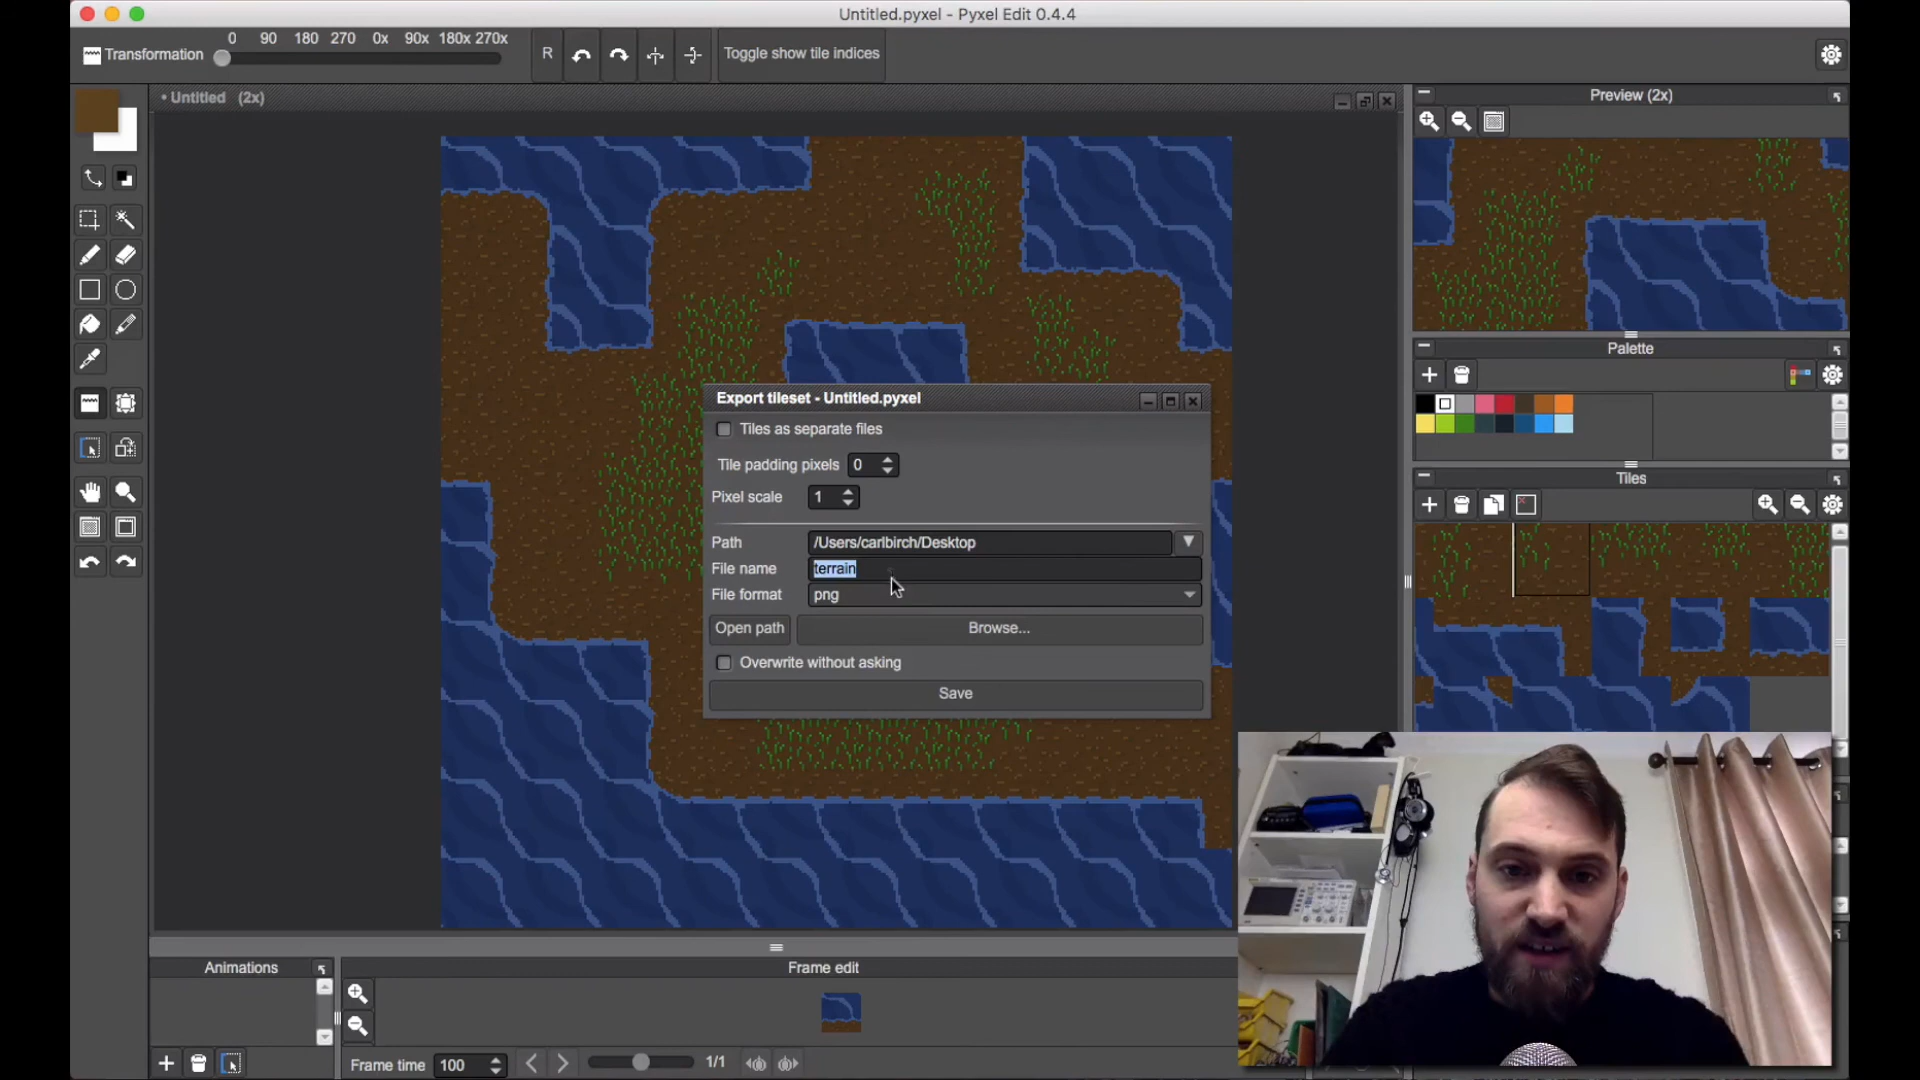 Untitled.pyxel - Pyxel Edit 0.4.4
Transformation
0 90 180 270 0x 90x 180x 270x
R
Toggle show tile indices
• Untitled (2x)
Preview (2x)
Palette
Tiles
Export tileset - Untitled.pyxel
Tiles as separate files
Tile padding pixels 0
Pixel scale 1
Path /Users/carlbirch/Desktop
File name terrain
File format png
Open path Browse...
Overwrite without asking
Save
Animations
Frame edit
Frame time 100
1/1